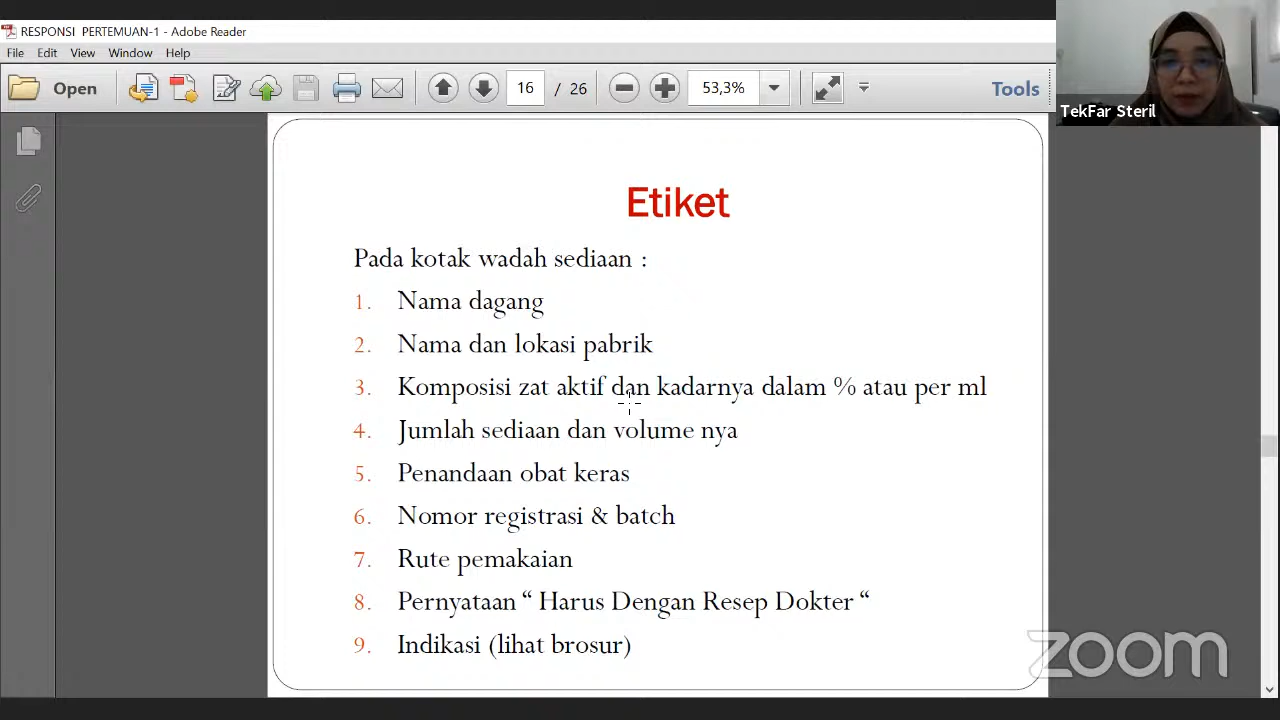 RESPONSI PERTEMUAN-1 - Adobe Reader
File Edit View Window Help
Open 16 / 26 53,3% Tools
TekFar Steril
Etiket
Pada kotak wadah sediaan :
1. Nama dagang
2. Nama dan lokasi pabrik
3. Komposisi zat aktif dan kadarnya dalam % atau per ml
4. Jumlah sediaan dan volume nya
5. Penandaan obat keras
6. Nomor registrasi & batch
7. Rute pemakaian
8. Pernyataan “ Harus Dengan Resep Dokter “
9. Indikasi (lihat brosur)
zoom